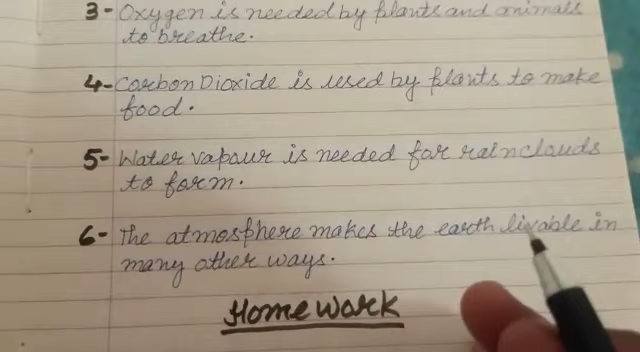 3- Oxygen is needed by plants and animals
to breathe.
4- Carbon Dioxide is used by plants to make
food.
5- Water vapour is needed for rainclouds
to form.
6- The atmosphere makes the earth livable in
many other ways.
Home Work